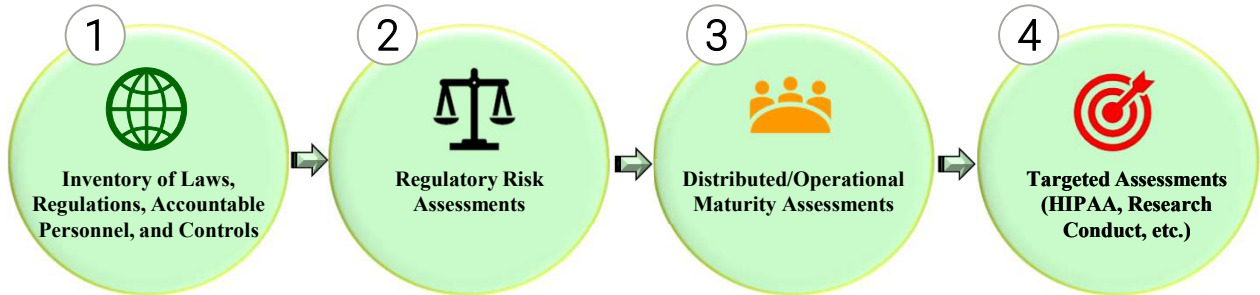 1
Inventory of Laws,
Regulations, Accountable
Personnel, and Controls
2
Regulatory Risk
Assessments
3
Distributed/Operational
Maturity Assessments
4
Targeted Assessments
(HIPAA, Research
Conduct, etc.)